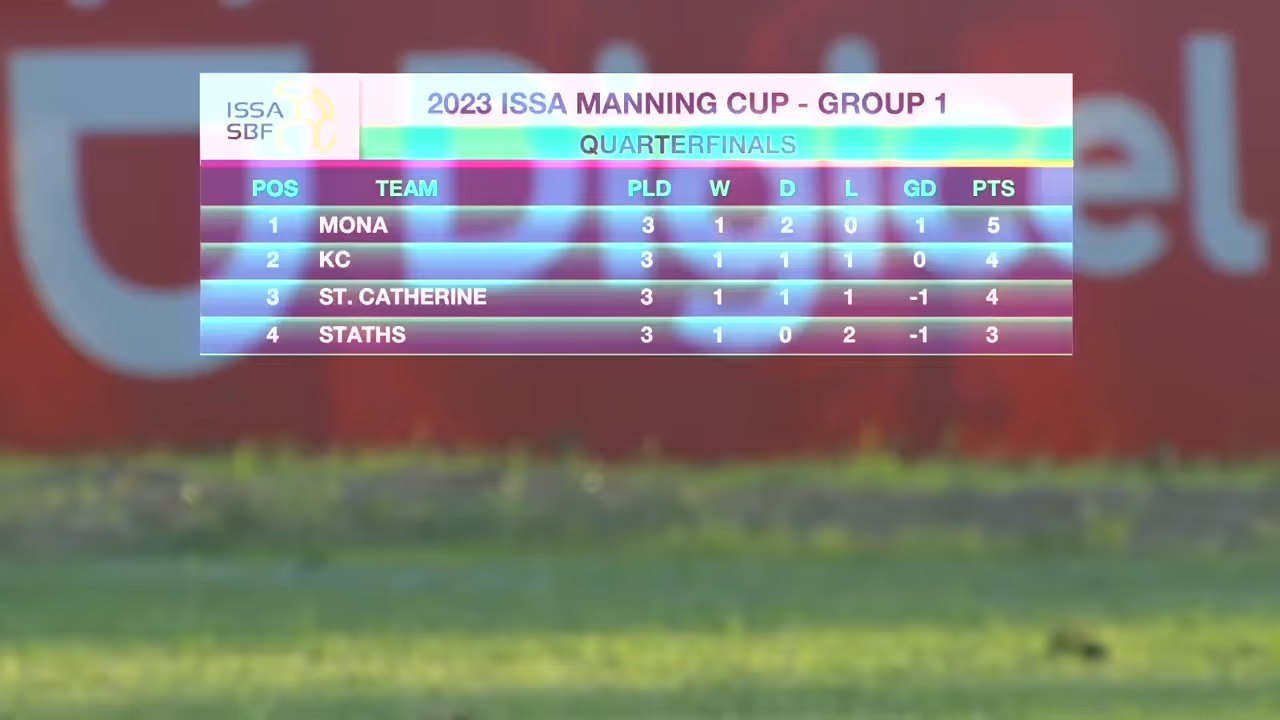 Digicel
ISSA
SBF
2023 ISSA MANNING CUP - GROUP 1
QUARTERFINALS
POS TEAM PLD W D L GD PTS
1 MONA 3 1 2 0 1 5
2 KC 3 1 1 1 0 4
3 ST. CATHERINE 3 1 1 1 -1 4
4 STATHS 3 1 0 2 -1 3